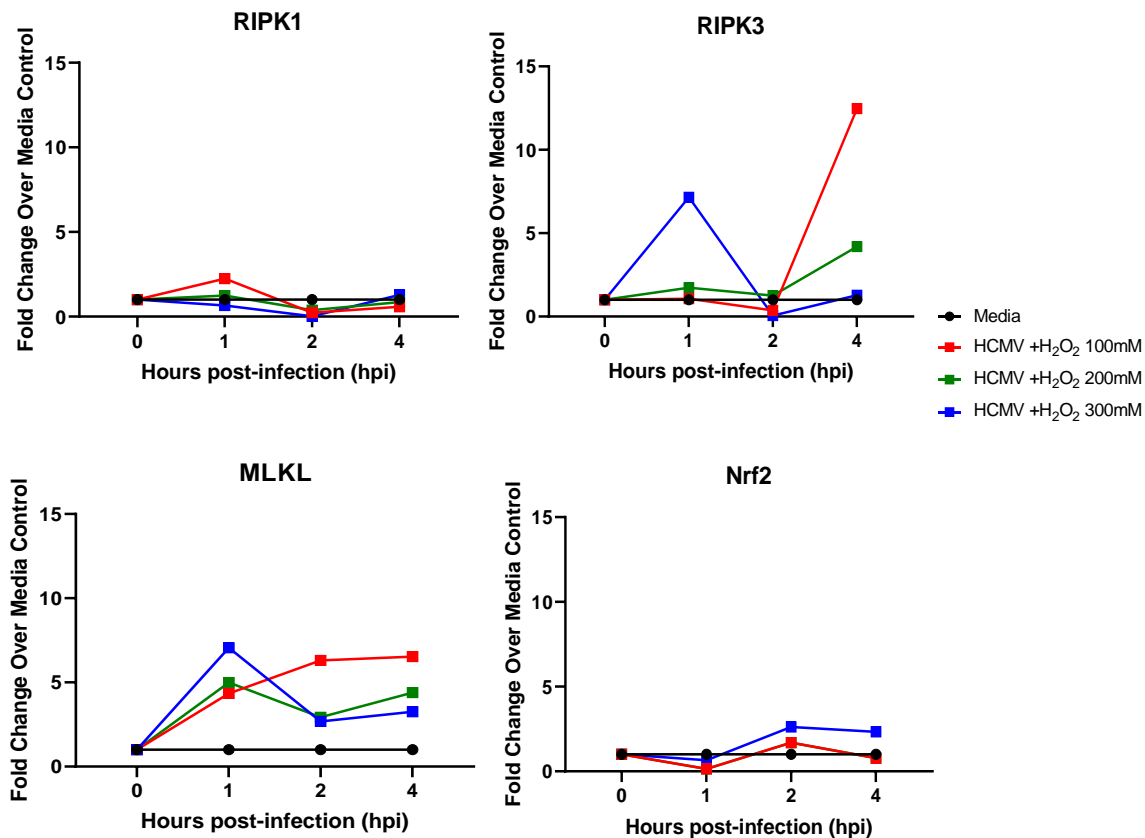 RIPK1
Fold Change Over Media Control
15
10
5
0
0 1 2 4
Hours post-infection (hpi)
RIPK3
Fold Change Over Media Control
15
10
5
0
0 1 2 4
Hours post-infection (hpi)
Media
HCMV +H₂O₂ 100mM
HCMV +H₂O₂ 200mM
HCMV +H₂O₂ 300mM
MLKL
Fold Change Over Media Control
15
10
5
0
0 1 2 4
Hours post-infection (hpi)
Nrf2
Fold Change Over Media Control
15
10
5
0
0 1 2 4
Hours post-infection (hpi)